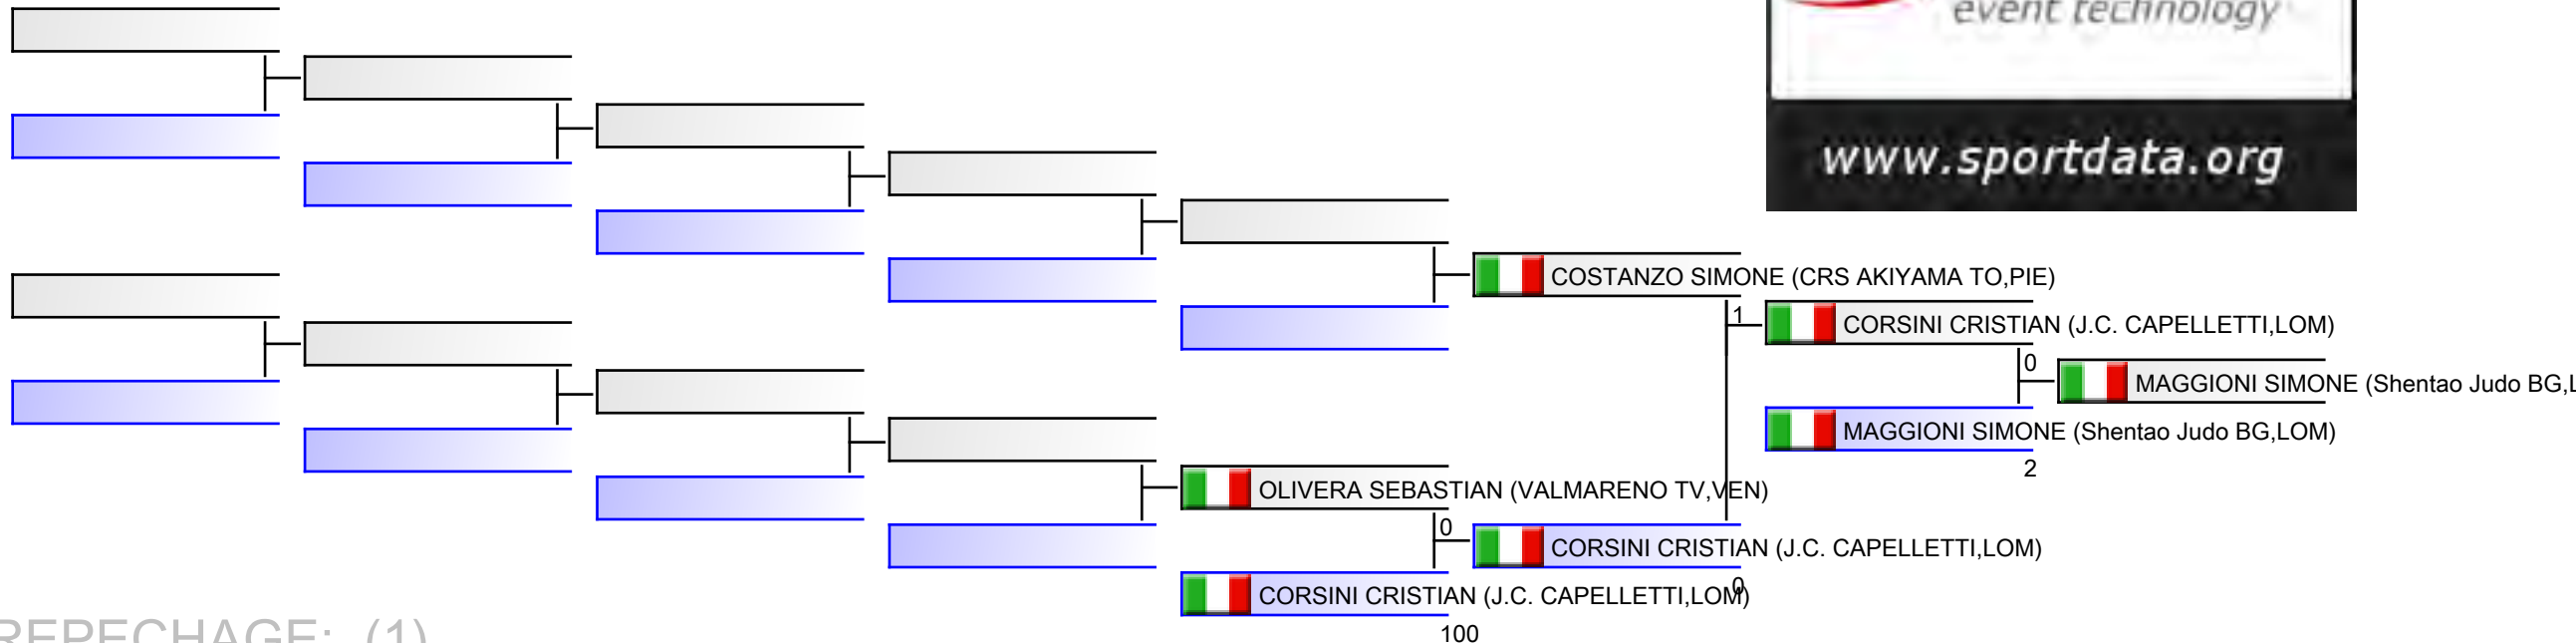 event technology
www.sportdata.org
COSTANZO SIMONE (CRS AKIYAMA TO,PIE)
1
CORSINI CRISTIAN (J.C. CAPELLETTI,LOM)
0
MAGGIONI SIMONE (Shentao Judo BG,L
MAGGIONI SIMONE (Shentao Judo BG,LOM)
2
OLIVERA SEBASTIAN (VALMARENO TV,VEN)
0
CORSINI CRISTIAN (J.C. CAPELLETTI,LOM)
0
CORSINI CRISTIAN (J.C. CAPELLETTI,LOM)
100
REPECHAGE: (1)